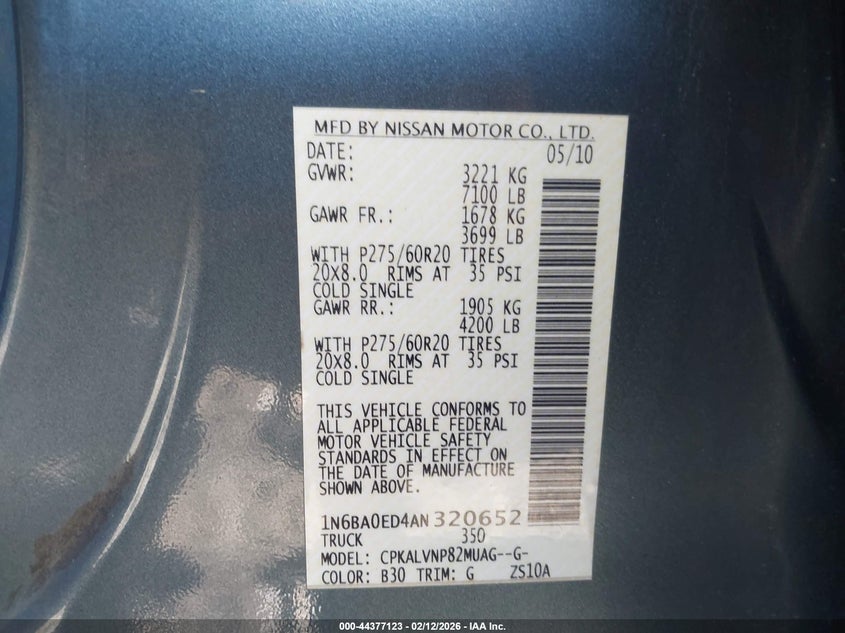 MFD BY NISSAN MOTOR CO., LTD.
DATE: 05/10
GVWR: 3221 KG
7100 LB
GAWR FR.: 1678 KG
3699 LB
WITH P275/60R20 TIRES
20X8.0 RIMS AT 35 PSI
COLD SINGLE
GAWR RR.: 1905 KG
4200 LB
WITH P275/60R20 TIRES
20X8.0 RIMS AT 35 PSI
COLD SINGLE
THIS VEHICLE CONFORMS TO
ALL APPLICABLE FEDERAL
MOTOR VEHICLE SAFETY
STANDARDS IN EFFECT ON
THE DATE OF MANUFACTURE
SHOWN ABOVE.
1N6BA0ED4AN 320652
TRUCK 350
MODEL: CPKALVNP82MUAG--G-
COLOR: B30 TRIM: G ZS10A
000-44377123 - 02/12/2026 - IAA Inc.